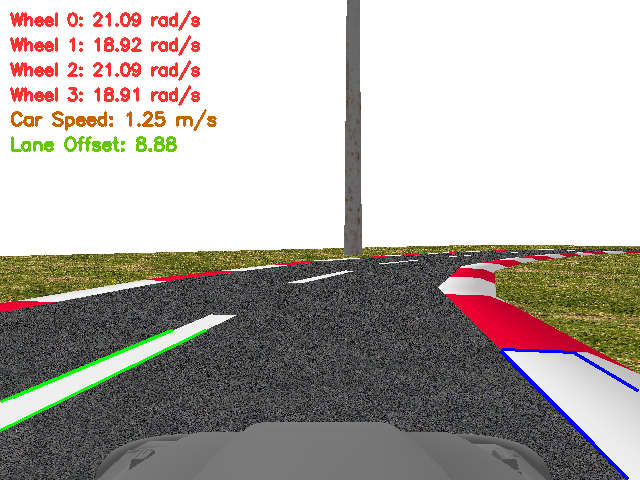 Wheel 0: 21.09 rad/s
Wheel 1: 18.92 rad/s
Wheel 2: 21.09 rad/s
Wheel 3: 18.91 rad/s
Car Speed: 1.25 m/s
Lane Offset: 8.88